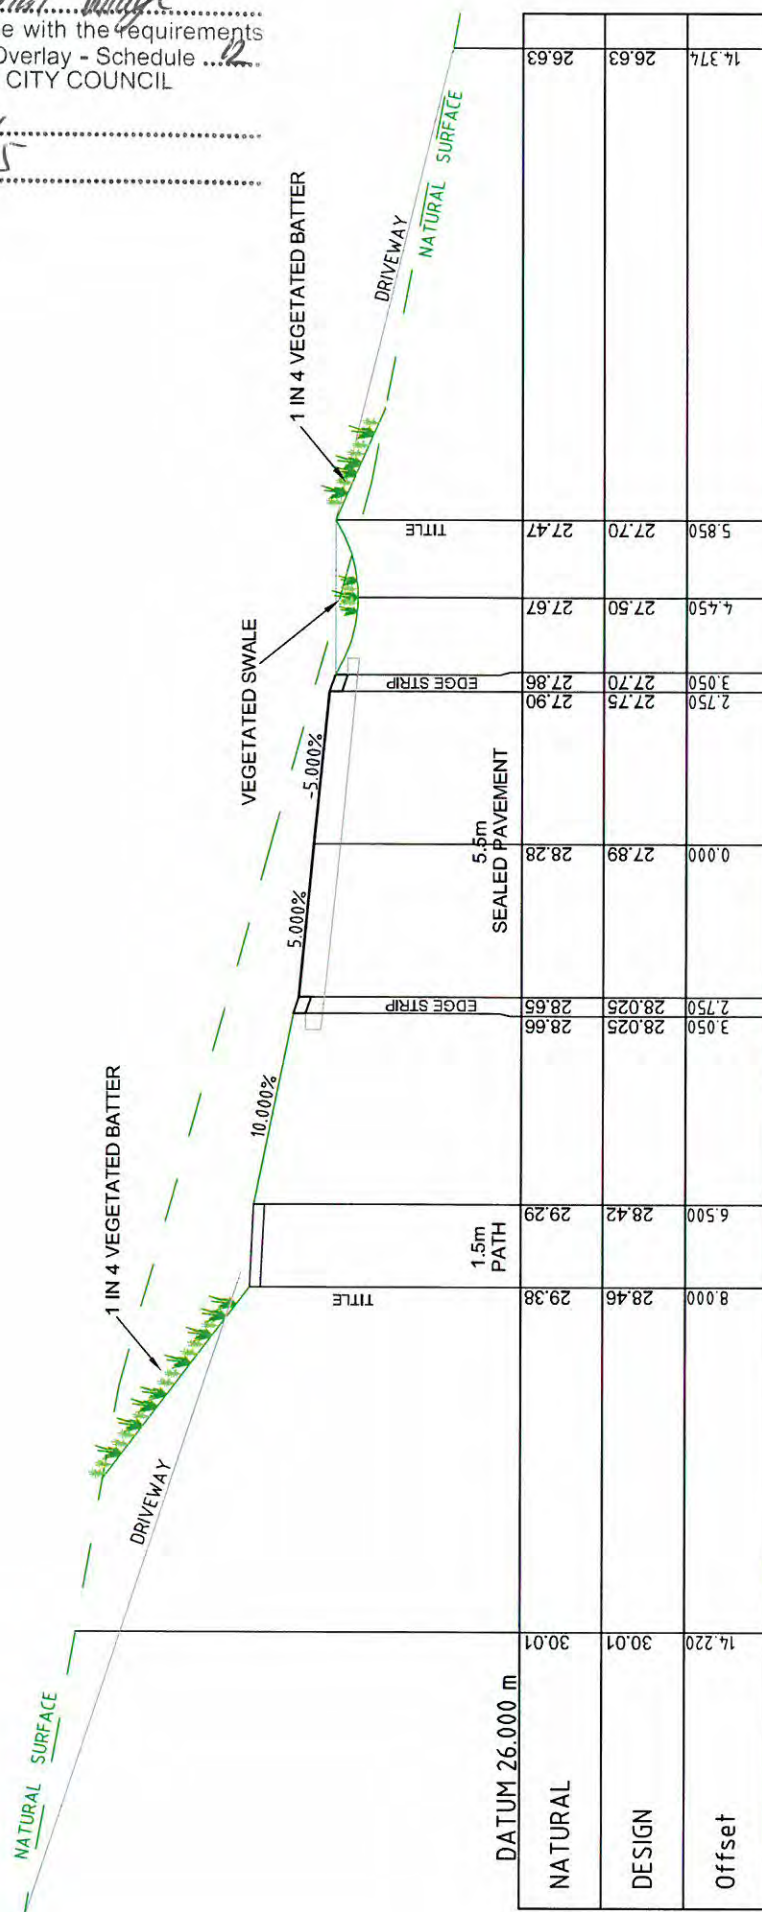 e with the requirements
Overlay - Schedule ...12...
CITY COUNCIL
NATURAL SURFACE
DRIVEWAY
1 IN 4 VEGETATED BATTER
10.000%
5.000%
-5.000%
VEGETATED SWALE
1 IN 4 VEGETATED BATTER
DRIVEWAY
NATURAL SURFACE
TITLE
1.5m
PATH
EDGE STRIP
5.5m
SEALED PAVEMENT
EDGE STRIP
TITLE
DATUM 26.000 m
NATURAL 30.01 29.38 29.29 28.66 28.65 28.28 27.90 27.86 27.67 27.47 26.63
DESIGN 30.01 28.46 28.42 28.025 28.025 27.89 27.75 27.70 27.50 27.70 26.63
Offset 14.220 8.000 6.500 3.050 2.750 0.000 2.750 3.050 4.450 5.850 14.374